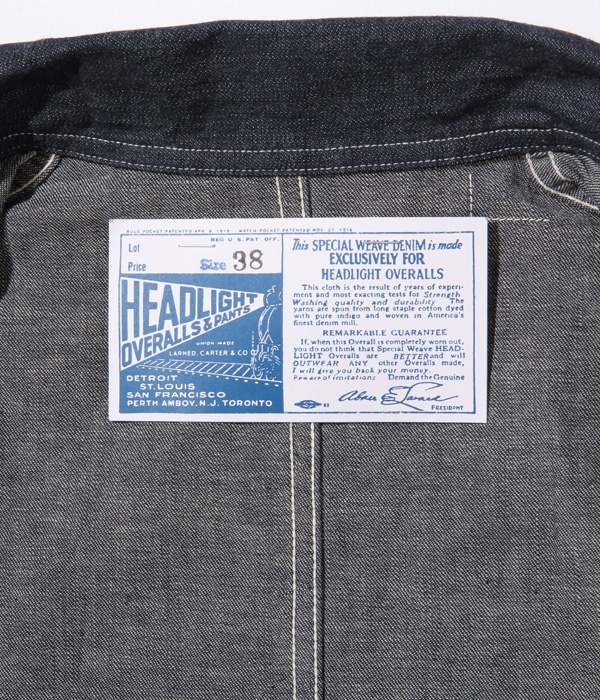 RULE POCKET PATENTED APR. 8, 1919. WATCH POCKET PATENTED NOV. 21, 1916
REG U.S. PAT. OFF.
Lot
Price
Size 38
HEADLIGHT
OVERALLS & PANTS
UNION MADE
LARNED, CARTER & CO
DETROIT
ST. LOUIS
SAN FRANCISCO
PERTH AMBOY, N.J. TORONTO
This SPECIAL WEAVE DENIM is made
EXCLUSIVELY FOR
HEADLIGHT OVERALLS
This cloth is the result of years of experi-
ment and most exacting tests for Strength
Washing quality and durability The
yarns are spun from long staple cotton dyed
with pure indigo and woven in America's
finest denim mill.
REMARKABLE GUARANTEE
If, when this Overall is completely worn out,
you do not think that Special Weave HEAD-
LIGHT Overalls are BETTER and will
OUTWEAR ANY other Overalls made,
I will give you back your money.
Beware of imitations Demand the Genuine
PRESIDENT